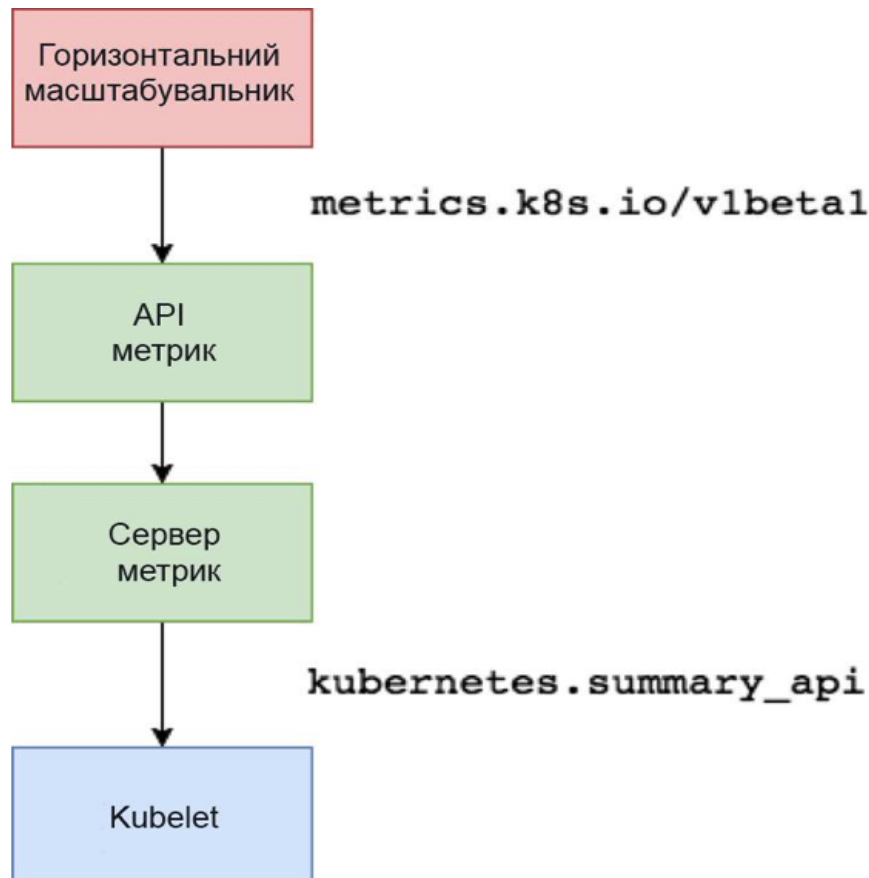 Горизонтальний
масштабувальник
metrics.k8s.io/v1beta1
API
метрик
Сервер
метрик
kubernetes.summary_api
Kubelet